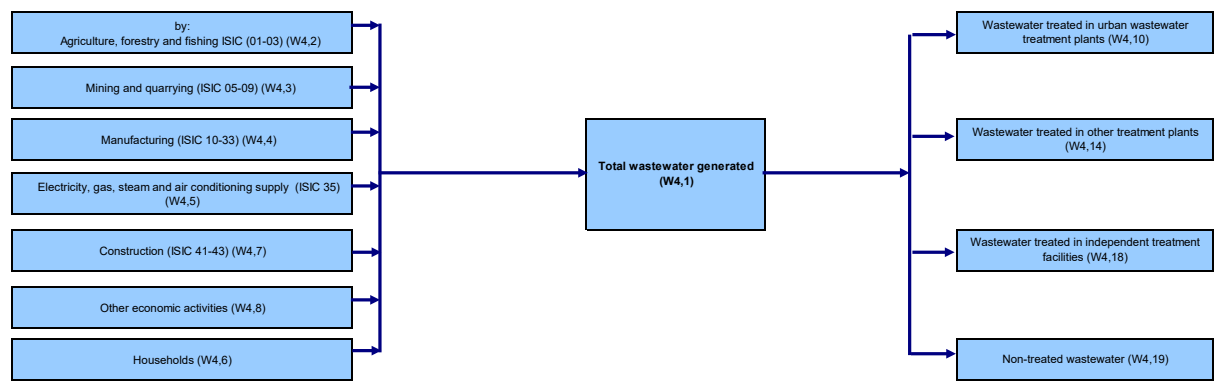 by:
Agriculture, forestry and fishing ISIC (01-03) (W4,2)
Mining and quarrying (ISIC 05-09) (W4,3)
Manufacturing (ISIC 10-33) (W4,4)
Electricity, gas, steam and air conditioning supply (ISIC 35)
(W4,5)
Construction (ISIC 41-43) (W4,7)
Other economic activities (W4,8)
Households (W4,6)
Total wastewater generated
(W4,1)
Wastewater treated in urban wastewater
treatment plants (W4,10)
Wastewater treated in other treatment plants
(W4,14)
Wastewater treated in independent treatment
facilities (W4,18)
Non-treated wastewater (W4,19)